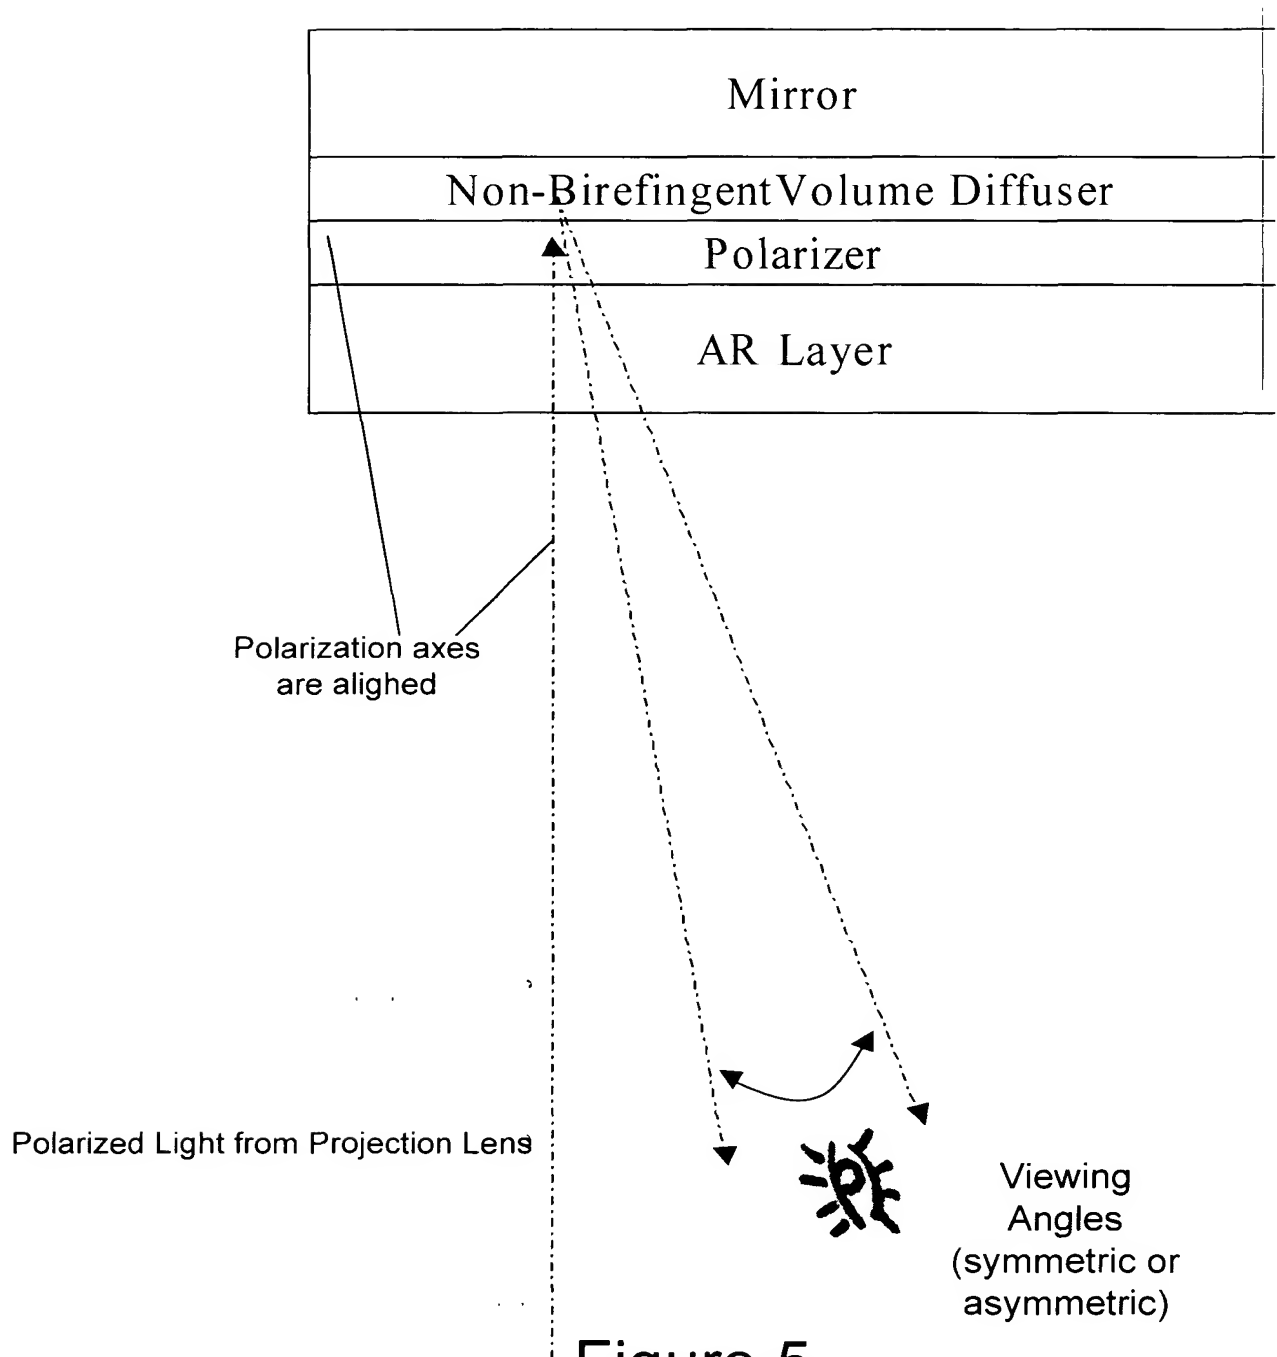 Mirror
Non-BirefingentVolume Diffuser
Polarizer
AR Layer
Polarization axes
are alighed
Polarized Light from Projection Lens
Viewing
Angles
(symmetric or
asymmetric)
Figure 5